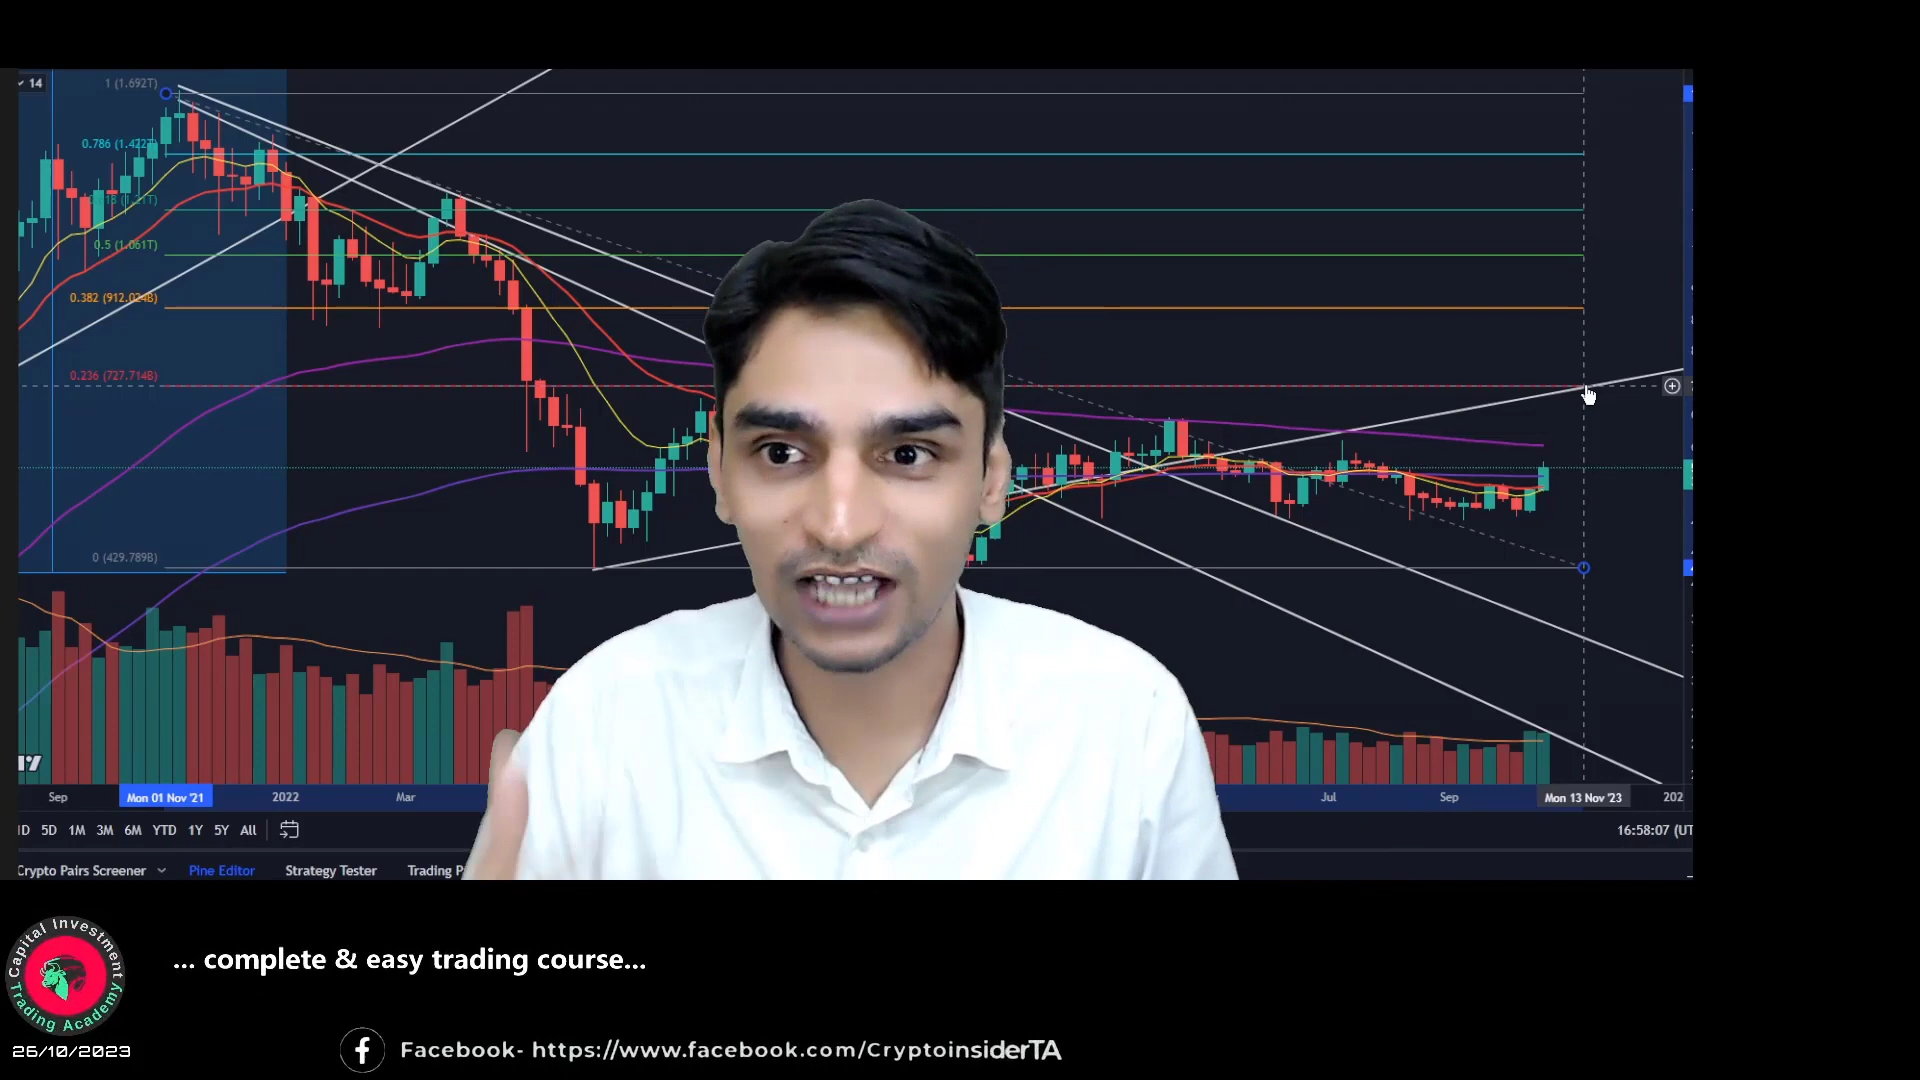 14
1 (1.692T)
0.786 (1.422T)
0.5 (1.061T)
0.382 (912.024B)
0.236 (727.714B)
0 (429.789B)
Sep
Mon 01 Nov '21
2022
Mar
Jul
Sep
Mon 13 Nov '23
5D 1M 3M 6M YTD 1Y 5Y All
16:58:07
Crypto Pairs Screener
Pine Editor
Strategy Tester
Trading
Capital Investment
Trading Academy
... complete & easy trading course...
26/10/2023
Facebook- https://www.facebook.com/CryptoinsiderTA